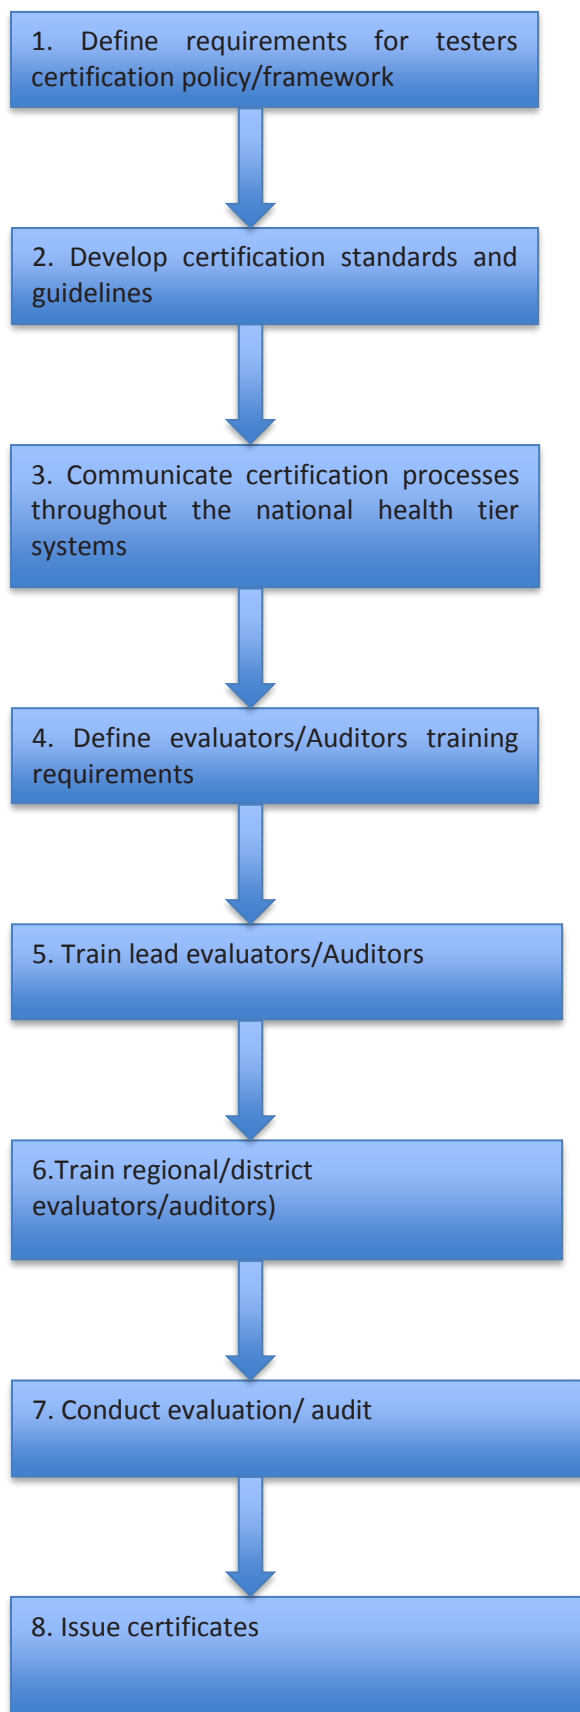 1. Define requirements for testers
certification policy/framework
2. Develop certification standards and
guidelines
3. Communicate certification processes
throughout the national health tier
systems
4. Define evaluators/Auditors training
requirements
5. Train lead evaluators/Auditors
6.Train regional/district
evaluators/auditors)
7. Conduct evaluation/ audit
8. Issue certificates